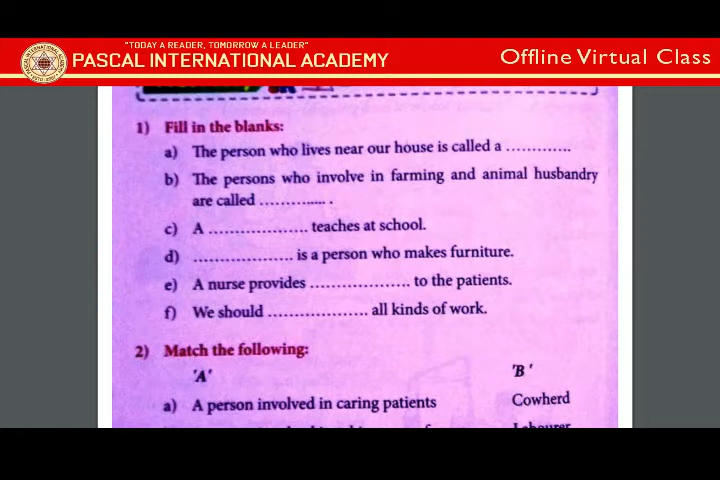 "TODAY A READER, TOMORROW A LEADER"
PASCAL INTERNATIONAL ACADEMY
Offline Virtual Class
1) Fill in the blanks:
a) The person who lives near our house is called a .............
b) The persons who involve in farming and animal husbandry
are called ............... .
c) A ................... teaches at school.
d) ................... is a person who makes furniture.
e) A nurse provides ................... to the patients.
f) We should ................... all kinds of work.
2) Match the following:
'A' 'B'
a) A person involved in caring patients Cowherd
Labourer